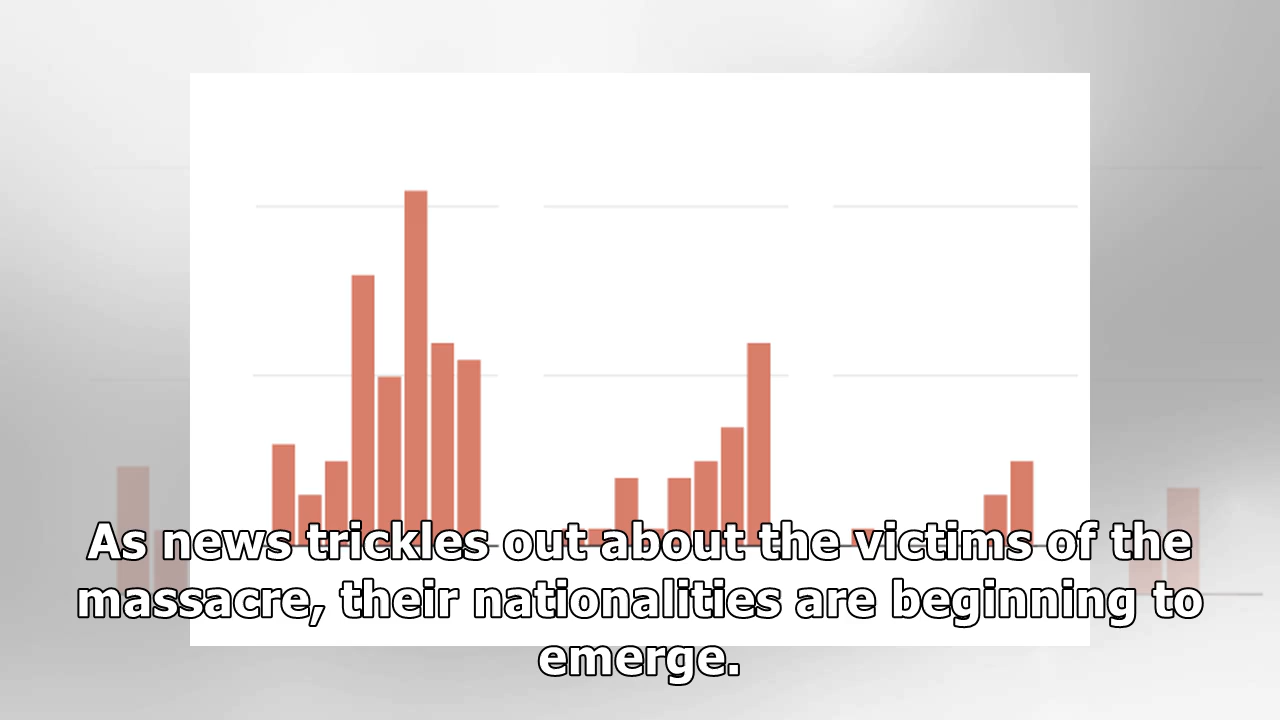 As news trickles out about the victims of the
massacre, their nationalities are beginning to
emerge.